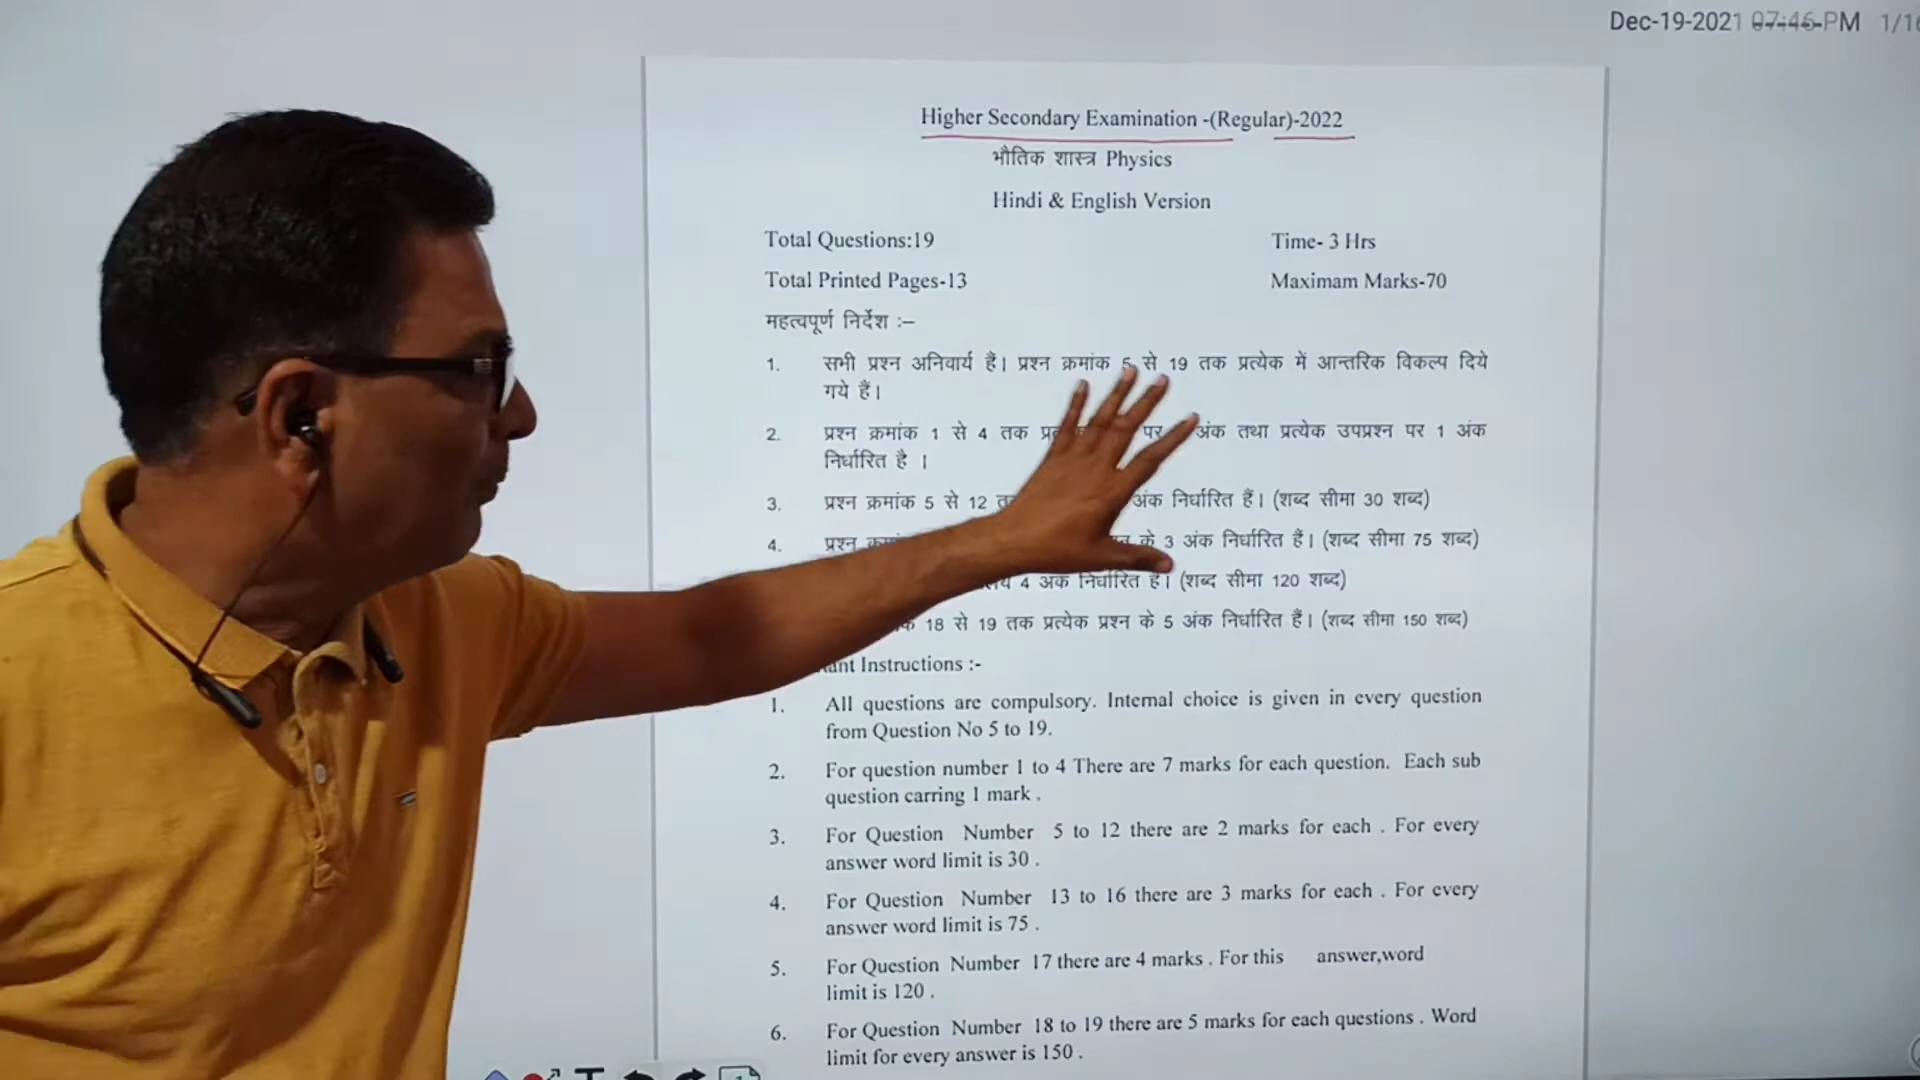 Dec-19-2021 07:46 PM 1/1
Higher Secondary Examination -(Regular)-2022
भौतिक शास्त्र Physics
Hindi & English Version
Total Questions:19 Time- 3 Hrs
Total Printed Pages-13 Maximam Marks-70
महत्वपूर्ण निर्देश :–
1. सभी प्रश्न अनिवार्य हैं। प्रश्न क्रमांक 5 से 19 तक प्रत्येक में आन्तरिक विकल्प दिये
गये हैं।
2. प्रश्न क्रमांक 1 से 4 तक पर अंक तथा प्रत्येक उपप्रश्न पर 1 अंक
निर्धारित है ।
3. प्रश्न क्रमांक 5 से 12 अंक निर्धारित हैं। (शब्द सीमा 30 शब्द)
4. प्रश्न के 3 अंक निर्धारित हैं। (शब्द सीमा 75 शब्द)
4 अंक निर्धारित हैं। (शब्द सीमा 120 शब्द)
18 से 19 तक प्रत्येक प्रश्न के 5 अंक निर्धारित हैं। (शब्द सीमा 150 शब्द)
Instructions :-
1. All questions are compulsory. Internal choice is given in every question
from Question No 5 to 19.
2. For question number 1 to 4 There are 7 marks for each question. Each sub
question carring 1 mark .
3. For Question Number 5 to 12 there are 2 marks for each . For every
answer word limit is 30 .
4. For Question Number 13 to 16 there are 3 marks for each . For every
answer word limit is 75 .
5. For Question Number 17 there are 4 marks . For this answer,word
limit is 120 .
6. For Question Number 18 to 19 there are 5 marks for each questions . Word
limit for every answer is 150 .